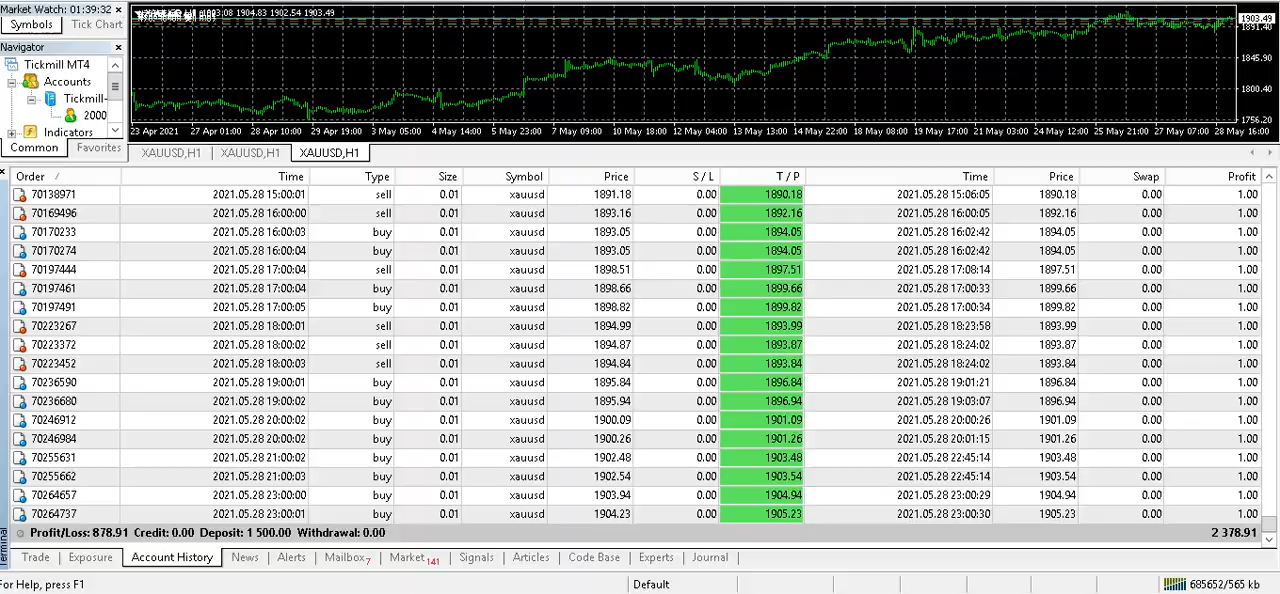 Market Watch: 01:39:32
Symbols | Tick Chart
Navigator
Tickmill MT4
Accounts
Tickmill-
2000
Indicators
Common | Favorites
1903:08 1904.83 1902.54 1903.49
1903.49
1891.40
1845.90
1800.40
1756.20
23 Apr 2021 27 Apr 01:00 28 Apr 10:00 29 Apr 19:00 3 May 05:00 4 May 14:00 5 May 23:00 7 May 09:00 10 May 18:00 12 May 04:00 13 May 13:00 14 May 22:00 18 May 08:00 19 May 17:00 21 May 03:00 24 May 12:00 25 May 21:00 27 May 07:00 28 May 16:00
XAUUSD,H1 | XAUUSD,H1 | XAUUSD,H1
Order / Time Type Size Symbol Price S / L T / P Time Price Swap Profit
70138971 2021.05.28 15:00:01 sell 0.01 xauusd 1891.18 0.00 1890.18 2021.05.28 15:06:05 1890.18 0.00 1.00
70169496 2021.05.28 16:00:00 sell 0.01 xauusd 1893.16 0.00 1892.16 2021.05.28 16:00:05 1892.16 0.00 1.00
70170233 2021.05.28 16:00:03 buy 0.01 xauusd 1893.05 0.00 1894.05 2021.05.28 16:02:42 1894.05 0.00 1.00
70170274 2021.05.28 16:00:04 buy 0.01 xauusd 1893.05 0.00 1894.05 2021.05.28 16:02:42 1894.05 0.00 1.00
70197444 2021.05.28 17:00:04 sell 0.01 xauusd 1898.51 0.00 1897.51 2021.05.28 17:08:14 1897.51 0.00 1.00
70197461 2021.05.28 17:00:04 buy 0.01 xauusd 1898.66 0.00 1899.66 2021.05.28 17:00:33 1899.66 0.00 1.00
70197491 2021.05.28 17:00:05 buy 0.01 xauusd 1898.82 0.00 1899.82 2021.05.28 17:00:34 1899.82 0.00 1.00
70223267 2021.05.28 18:00:01 sell 0.01 xauusd 1894.99 0.00 1893.99 2021.05.28 18:23:58 1893.99 0.00 1.00
70223372 2021.05.28 18:00:02 sell 0.01 xauusd 1894.87 0.00 1893.87 2021.05.28 18:24:02 1893.87 0.00 1.00
70223452 2021.05.28 18:00:03 sell 0.01 xauusd 1894.84 0.00 1893.84 2021.05.28 18:24:02 1893.84 0.00 1.00
70236590 2021.05.28 19:00:01 buy 0.01 xauusd 1895.84 0.00 1896.84 2021.05.28 19:01:21 1896.84 0.00 1.00
70236680 2021.05.28 19:00:02 buy 0.01 xauusd 1895.94 0.00 1896.94 2021.05.28 19:03:07 1896.94 0.00 1.00
70246912 2021.05.28 20:00:02 buy 0.01 xauusd 1900.09 0.00 1901.09 2021.05.28 20:00:26 1901.09 0.00 1.00
70246984 2021.05.28 20:00:02 buy 0.01 xauusd 1900.26 0.00 1901.26 2021.05.28 20:01:15 1901.26 0.00 1.00
70255631 2021.05.28 21:00:02 buy 0.01 xauusd 1902.48 0.00 1903.48 2021.05.28 22:45:14 1903.48 0.00 1.00
70255662 2021.05.28 21:00:03 buy 0.01 xauusd 1902.54 0.00 1903.54 2021.05.28 22:45:14 1903.54 0.00 1.00
70264657 2021.05.28 23:00:00 buy 0.01 xauusd 1903.94 0.00 1904.94 2021.05.28 23:00:29 1904.94 0.00 1.00
70264737 2021.05.28 23:00:01 buy 0.01 xauusd 1904.23 0.00 1905.23 2021.05.28 23:00:30 1905.23 0.00 1.00
Profit/Loss: 878.91 Credit: 0.00 Deposit: 1 500.00 Withdrawal: 0.00 2 378.91
Terminal
Trade | Exposure | Account History | News | Alerts | Mailbox 7 | Market 141 | Signals | Articles | Code Base | Experts | Journal
For Help, press F1 Default 685652/565 kb